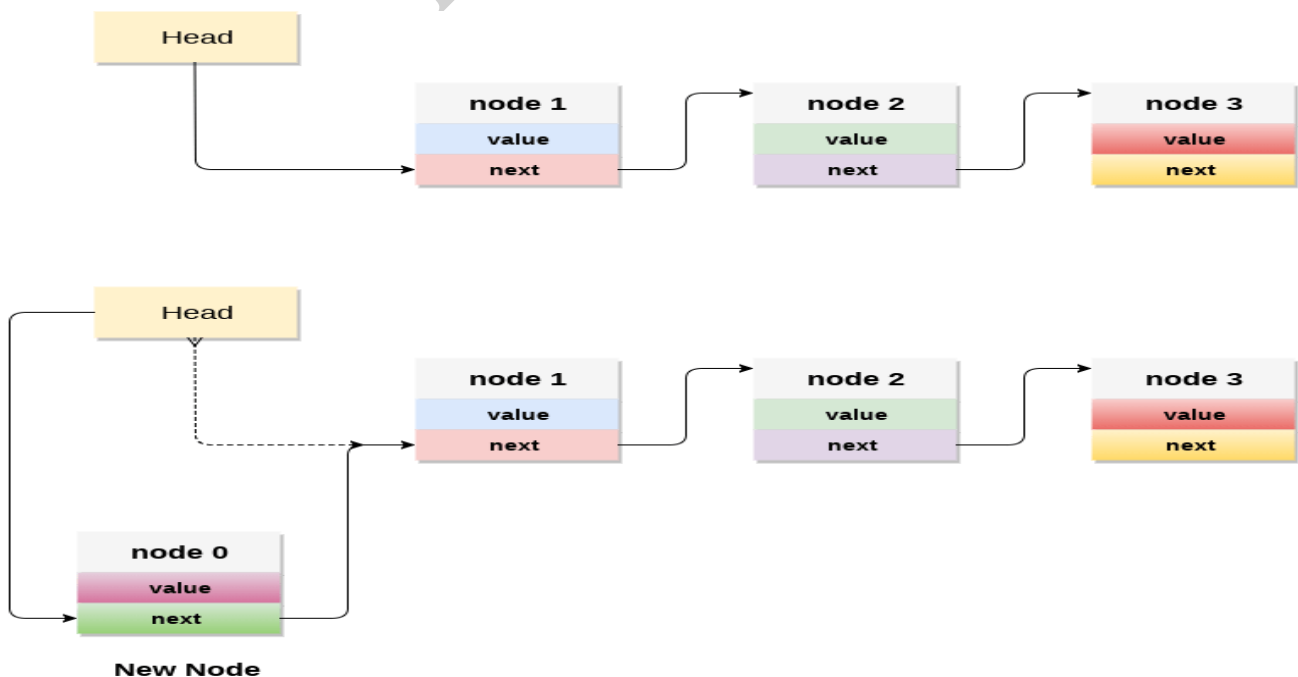 Head
node 1
value
next
node 2
value
next
node 3
value
next
Head
node 1
value
next
node 2
value
next
node 3
value
next
node 0
value
next
New Node